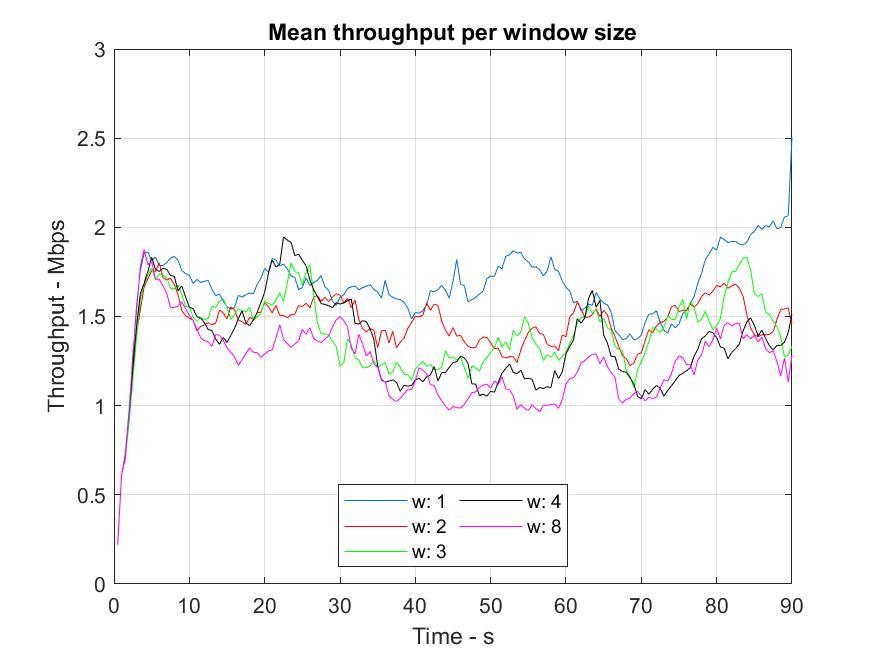 Mean throughput per window size
Throughput - Mbps
3
2.5
2
1.5
1
0.5
0
0 10 20 30 40 50 60 70 80 90
Time - s
w: 1 w: 4
w: 2 w: 8
w: 3